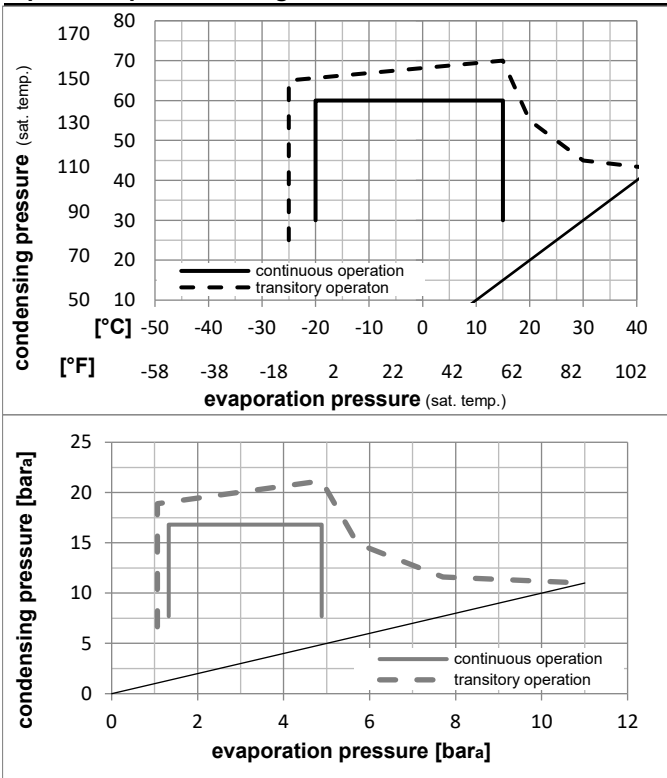 170 80
150 70
130 60
50
110 40
90 30
70 20
50 10
condensing pressure (sat. temp.)
continuous operation
transitory operaton
[°C] -50 -40 -30 -20 -10 0 10 20 30 40
[°F] -58 -38 -18 2 22 42 62 82 102
evaporation pressure (sat. temp.)
25
20
15
10
5
0
condensing pressure [bara]
continuous operation
transitory operation
0 2 4 6 8 10 12
evaporation pressure [bara]